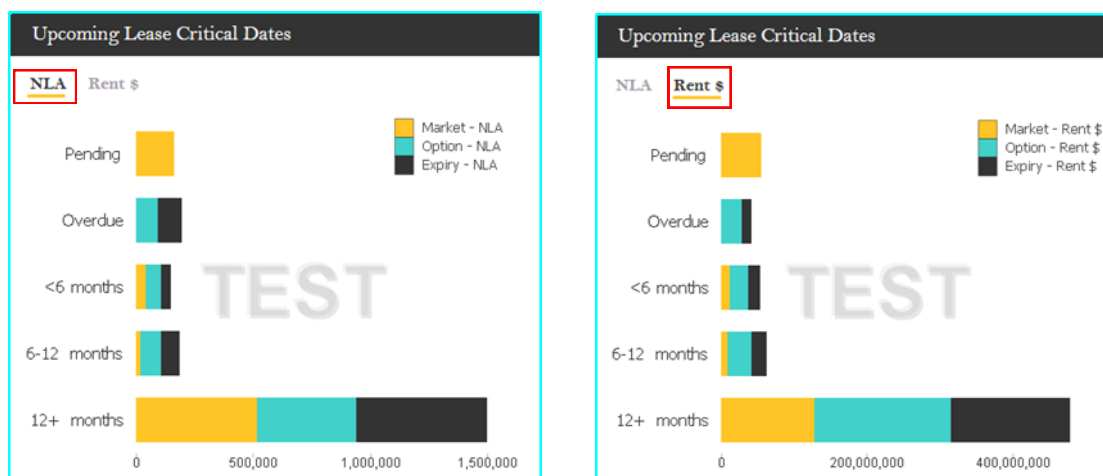 Upcoming Lease Critical Dates
NLA Rent $
Market - NLA
Option - NLA
Expiry - NLA
Pending
Overdue
<6 months
6-12 months
12+ months
TEST
0 500,000 1,000,000 1,500,000
Upcoming Lease Critical Dates
NLA Rent $
Market - Rent $
Option - Rent $
Expiry - Rent $
Pending
Overdue
<6 months
6-12 months
12+ months
TEST
0 200,000,000 400,000,000